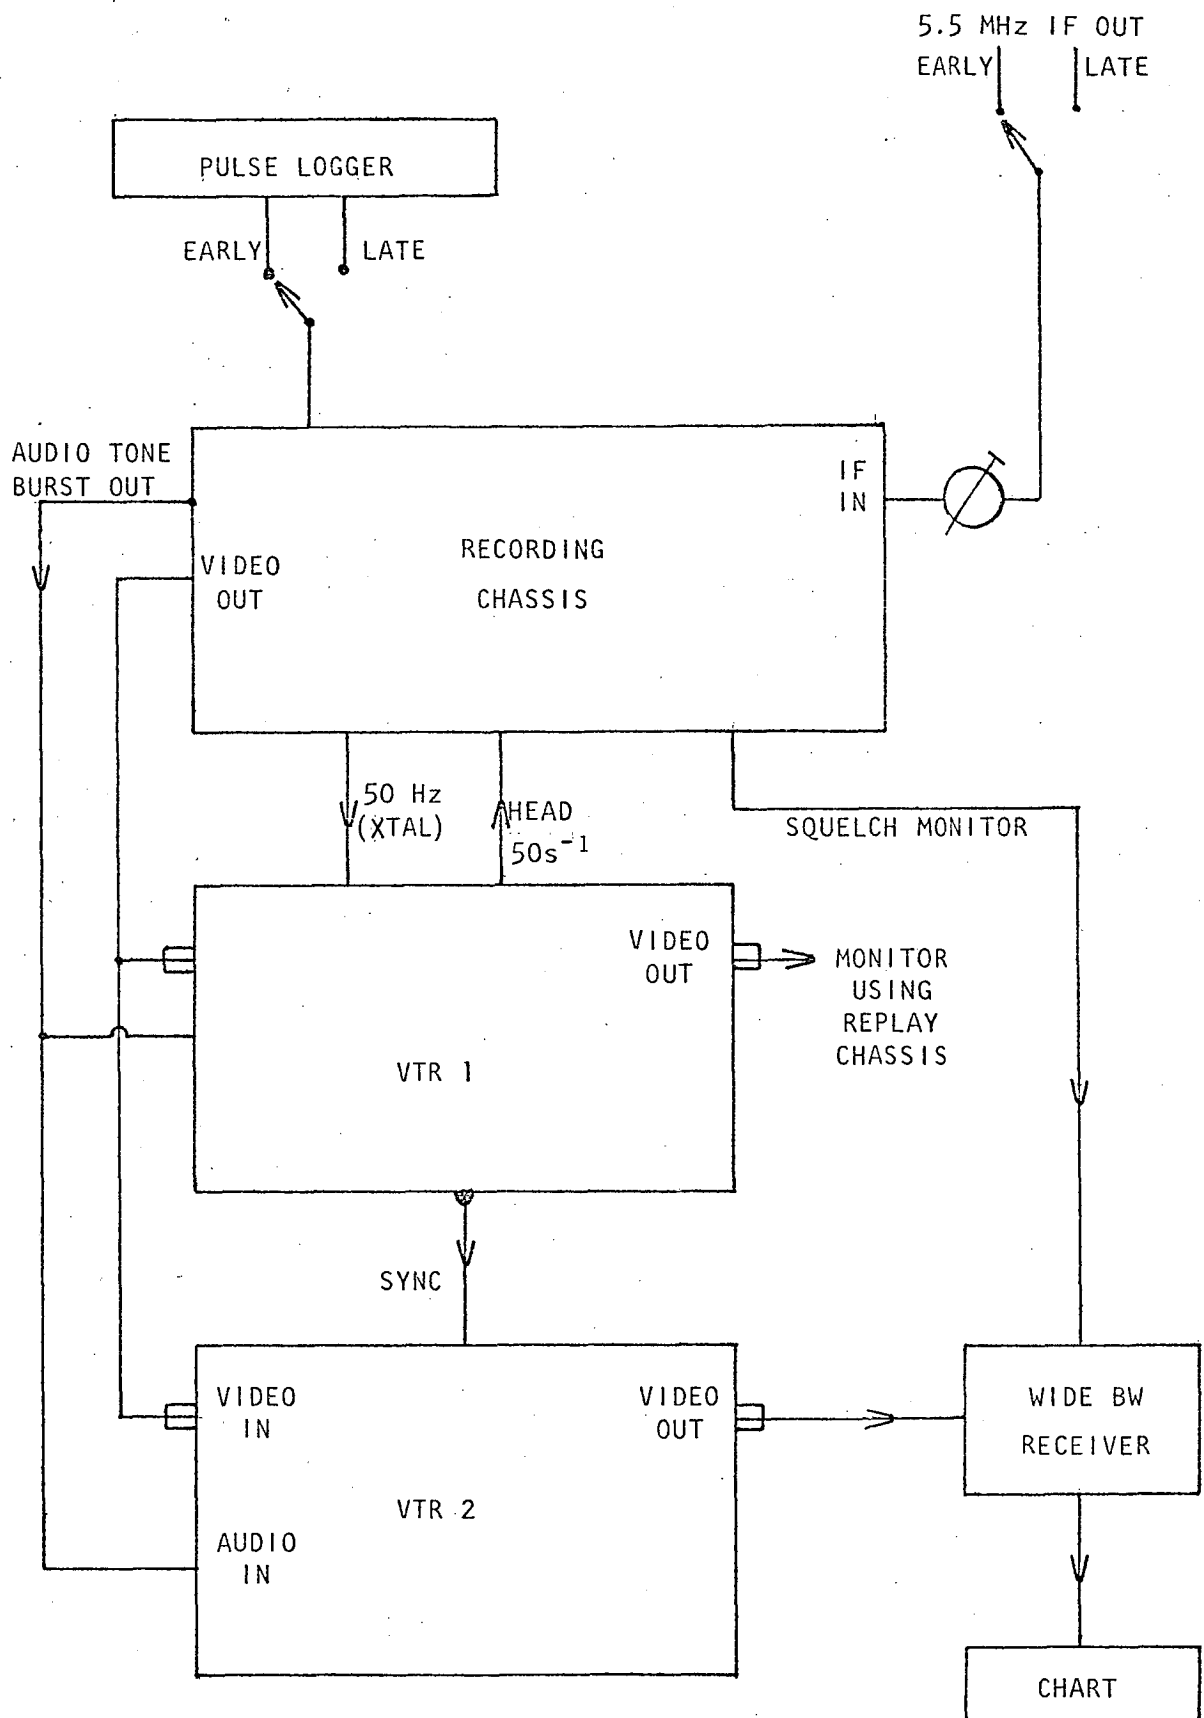 5.5 MHz IF OUT
EARLY
LATE
PULSE LOGGER
EARLY
LATE
AUDIO TONE
BURST OUT
IF
IN
VIDEO
OUT
RECORDING
CHASSIS
50 Hz
(XTAL)
HEAD
50s⁻¹
SQUELCH MONITOR
VIDEO
OUT
MONITOR
USING
REPLAY
CHASSIS
VTR 1
SYNC
VIDEO
IN
VIDEO
OUT
WIDE BW
RECEIVER
VTR 2
AUDIO
IN
CHART